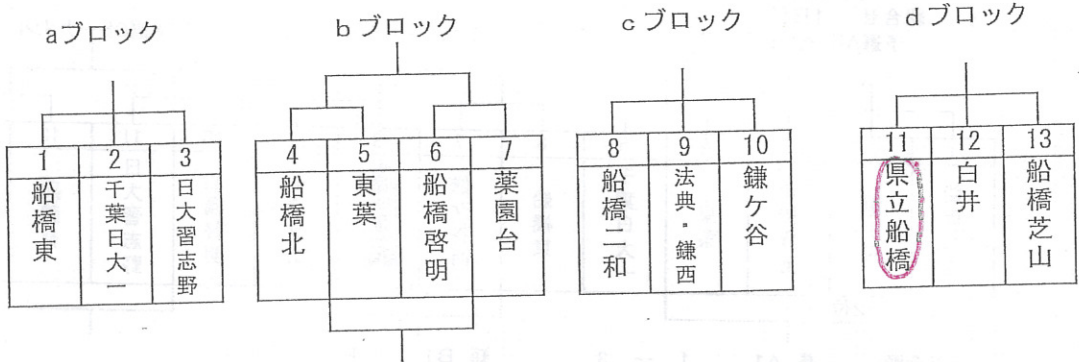 aブロック
1 船橋東
2 千葉日大一
3 日大習志野
bブロック
4 船橋北
5 東葉
6 船橋啓明
7 薬園台
cブロック
8 船橋二和
9 法典・鎌西
10 鎌ケ谷
dブロック
11 県立船橋
12 白井
13 船橋芝山